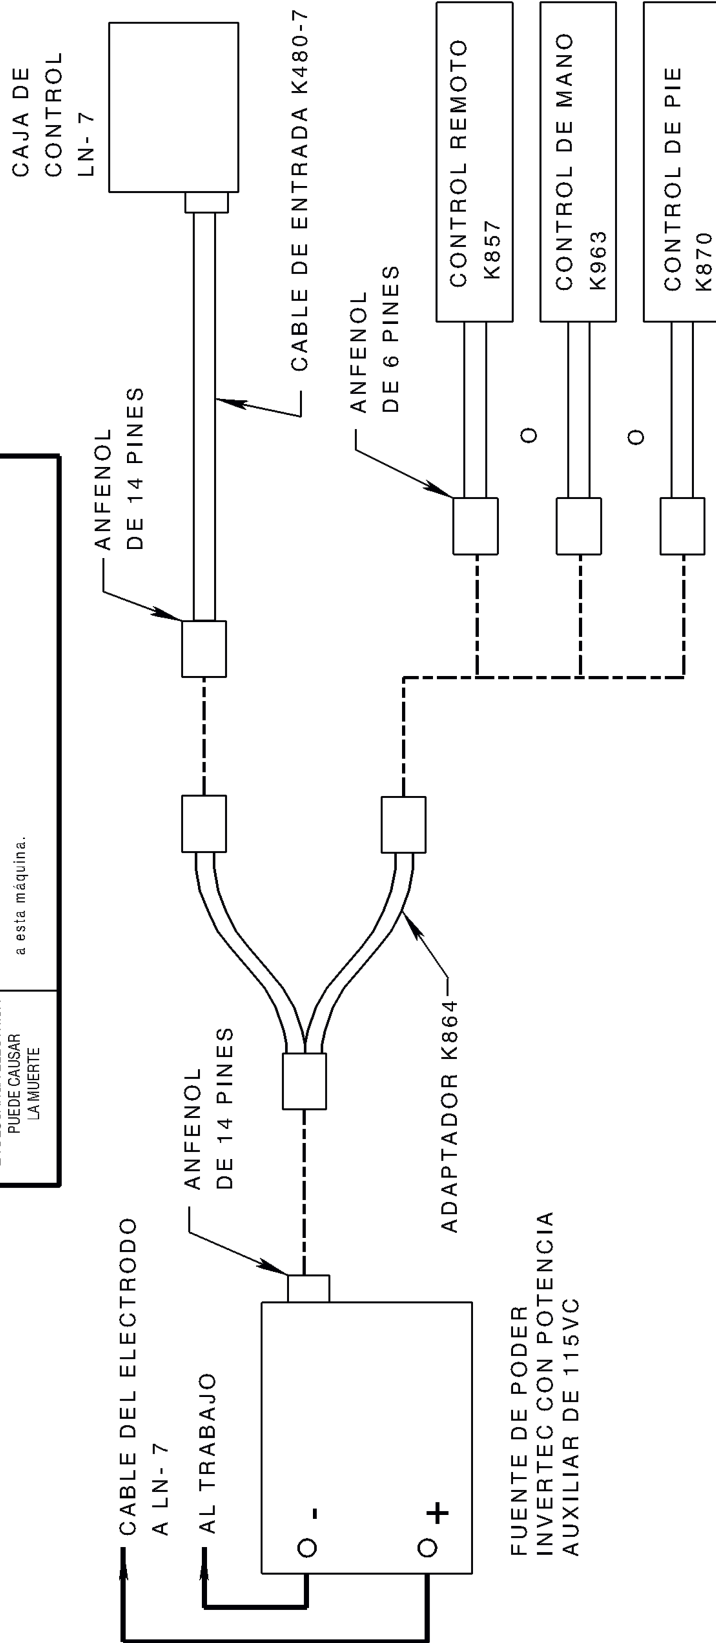 PUEDE CAUSAR
LA MUERTE
a esta máquina.
CABLE DEL ELECTRODO
A LN- 7
AL TRABAJO
ANFENOL
DE 14 PINES
-
+
FUENTE DE PODER
INVERTEC CON POTENCIA
AUXILIAR DE 115VC
ADAPTADOR K864
ANFENOL
DE 14 PINES
CAJA DE
CONTROL
LN- 7
CABLE DE ENTRADA K480-7
ANFENOL
DE 6 PINES
CONTROL REMOTO
K857
O
CONTROL DE MANO
K963
O
CONTROL DE PIE
K870